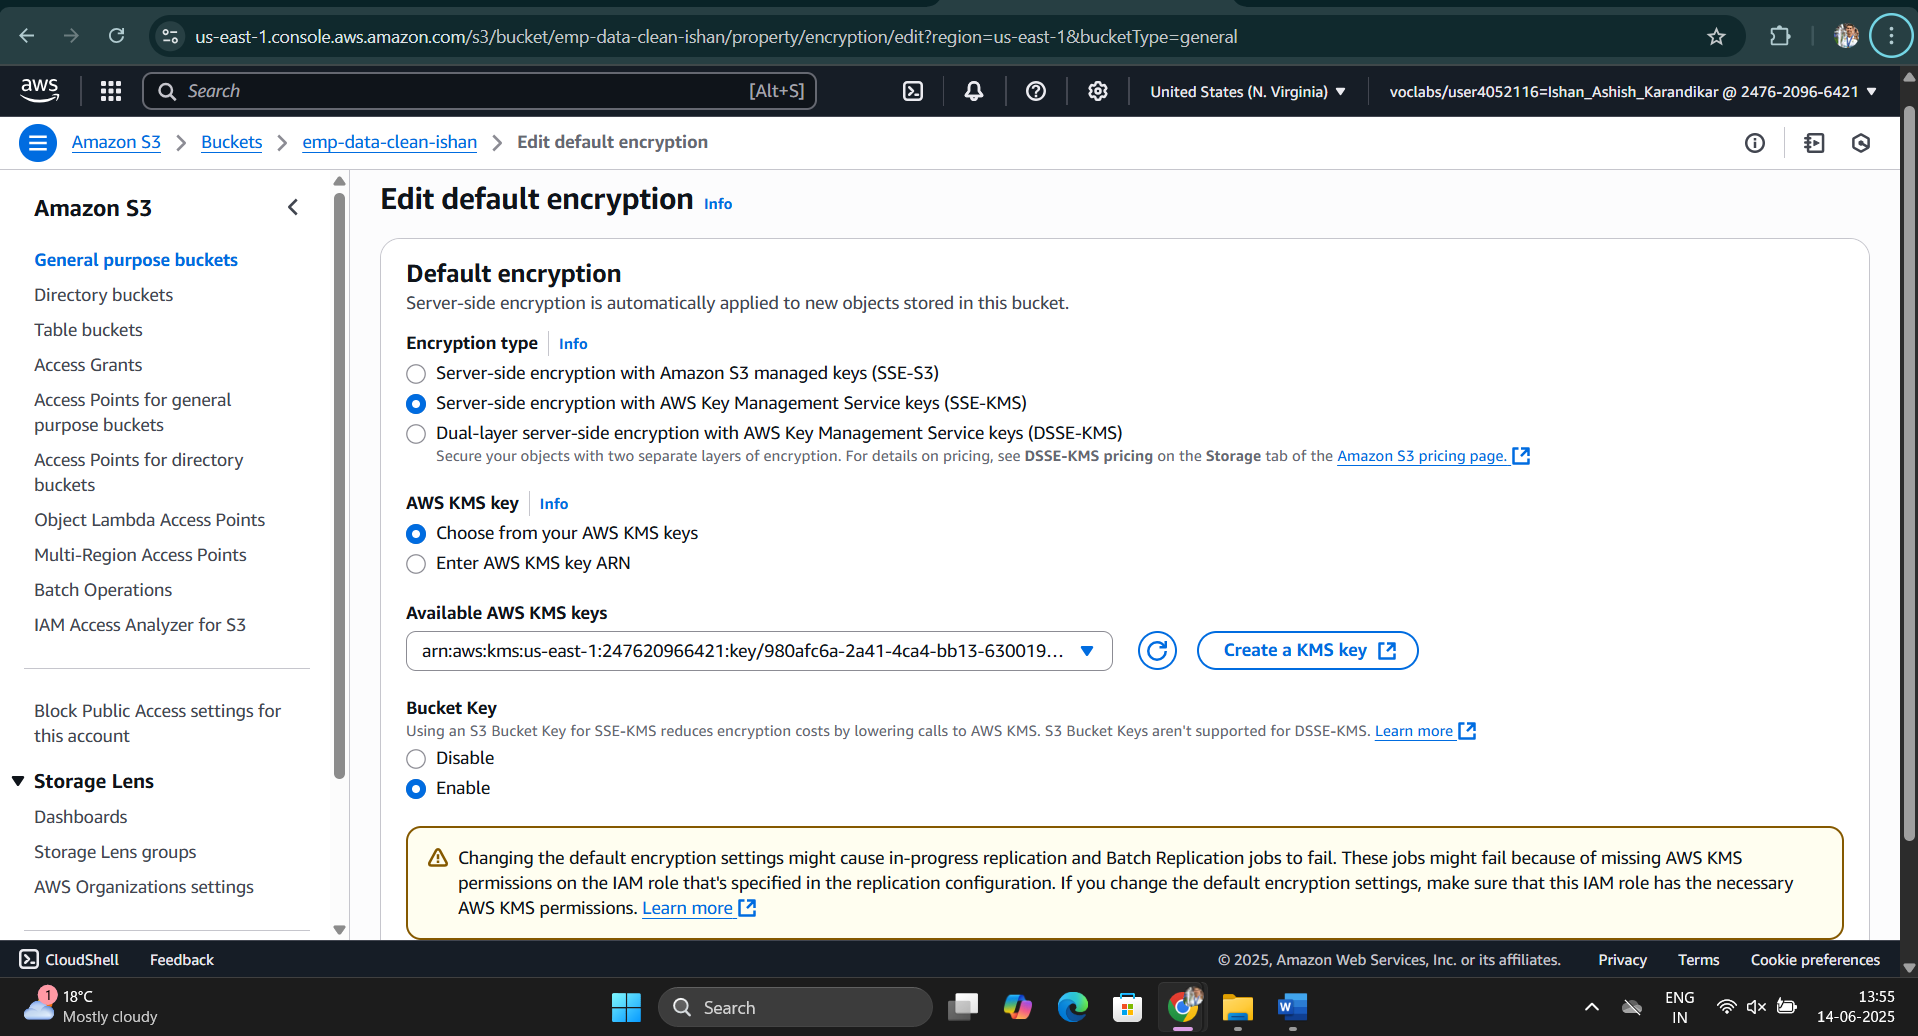 us-east-1.console.aws.amazon.com/s3/bucket/emp-data-clean-ishan/property/encryption/edit?region=us-east-1&bucketType=general
aws
Search
[Alt+S]
United States (N. Virginia)
voclabs/user4052116=Ishan_Ashish_Karandikar @ 2476-2096-6421
Amazon S3
Buckets
emp-data-clean-ishan
Edit default encryption
Amazon S3
General purpose buckets
Directory buckets
Table buckets
Access Grants
Access Points for general
purpose buckets
Access Points for directory
buckets
Object Lambda Access Points
Multi-Region Access Points
Batch Operations
IAM Access Analyzer for S3
Block Public Access settings for
this account
Storage Lens
Dashboards
Storage Lens groups
AWS Organizations settings
Edit default encryption Info
Default encryption
Server-side encryption is automatically applied to new objects stored in this bucket.
Encryption type Info
Server-side encryption with Amazon S3 managed keys (SSE-S3)
Server-side encryption with AWS Key Management Service keys (SSE-KMS)
Dual-layer server-side encryption with AWS Key Management Service keys (DSSE-KMS)
Secure your objects with two separate layers of encryption. For details on pricing, see DSSE-KMS pricing on the Storage tab of the Amazon S3 pricing page.
AWS KMS key Info
Choose from your AWS KMS keys
Enter AWS KMS key ARN
Available AWS KMS keys
arn:aws:kms:us-east-1:247620966421:key/980afc6a-2a41-4ca4-bb13-630019...
Create a KMS key
Bucket Key
Using an S3 Bucket Key for SSE-KMS reduces encryption costs by lowering calls to AWS KMS. S3 Bucket Keys aren't supported for DSSE-KMS. Learn more
Disable
Enable
Changing the default encryption settings might cause in-progress replication and Batch Replication jobs to fail. These jobs might fail because of missing AWS KMS
permissions on the IAM role that's specified in the replication configuration. If you change the default encryption settings, make sure that this IAM role has the necessary
AWS KMS permissions. Learn more
CloudShell
Feedback
© 2025, Amazon Web Services, Inc. or its affiliates.
Privacy
Terms
Cookie preferences
1
18°C
Mostly cloudy
Search
W
ENG
IN
13:55
14-06-2025